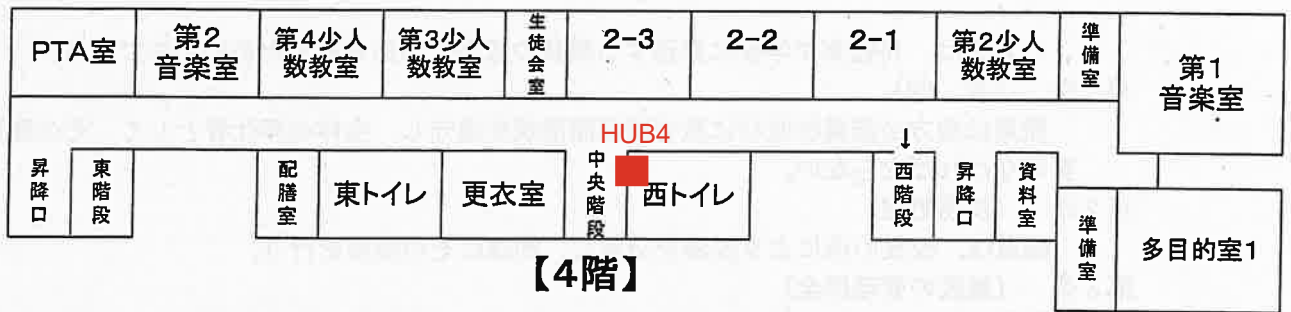 PTA室
第2
音楽室
第4少人
数教室
第3少人
数教室
生徒会室
2-3
2-2
2-1
第2少人
数教室
準備室
第1
音楽室
HUB4
↓
昇降口
東階段
配膳室
東トイレ
更衣室
中央階段
西トイレ
西階段
昇降口
資料室
準備室
多目的室1
【4階】